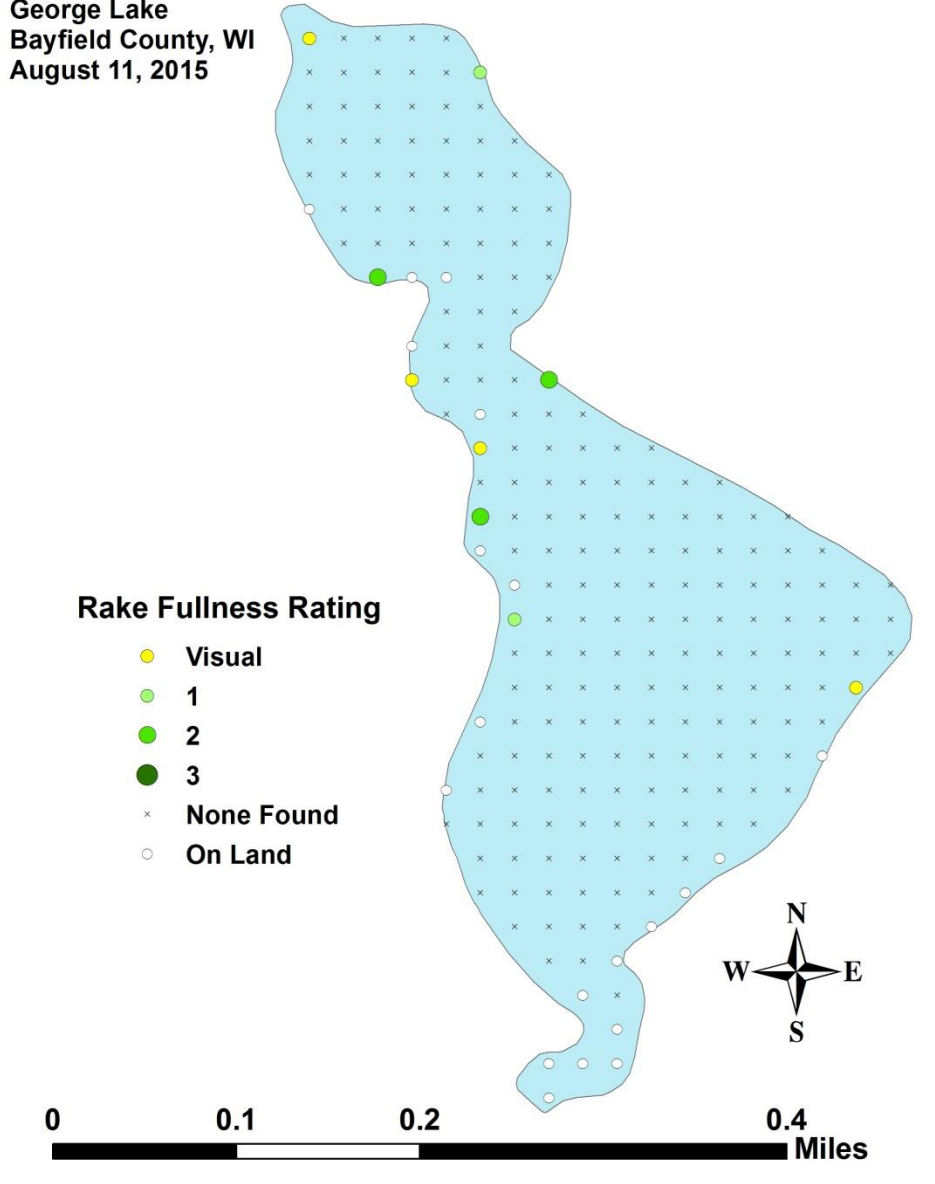 George Lake
Bayfield County, WI
August 11, 2015
Rake Fullness Rating
Visual
1
2
3
None Found
On Land
N
W E
S
0 0.1 0.2 0.4
Miles